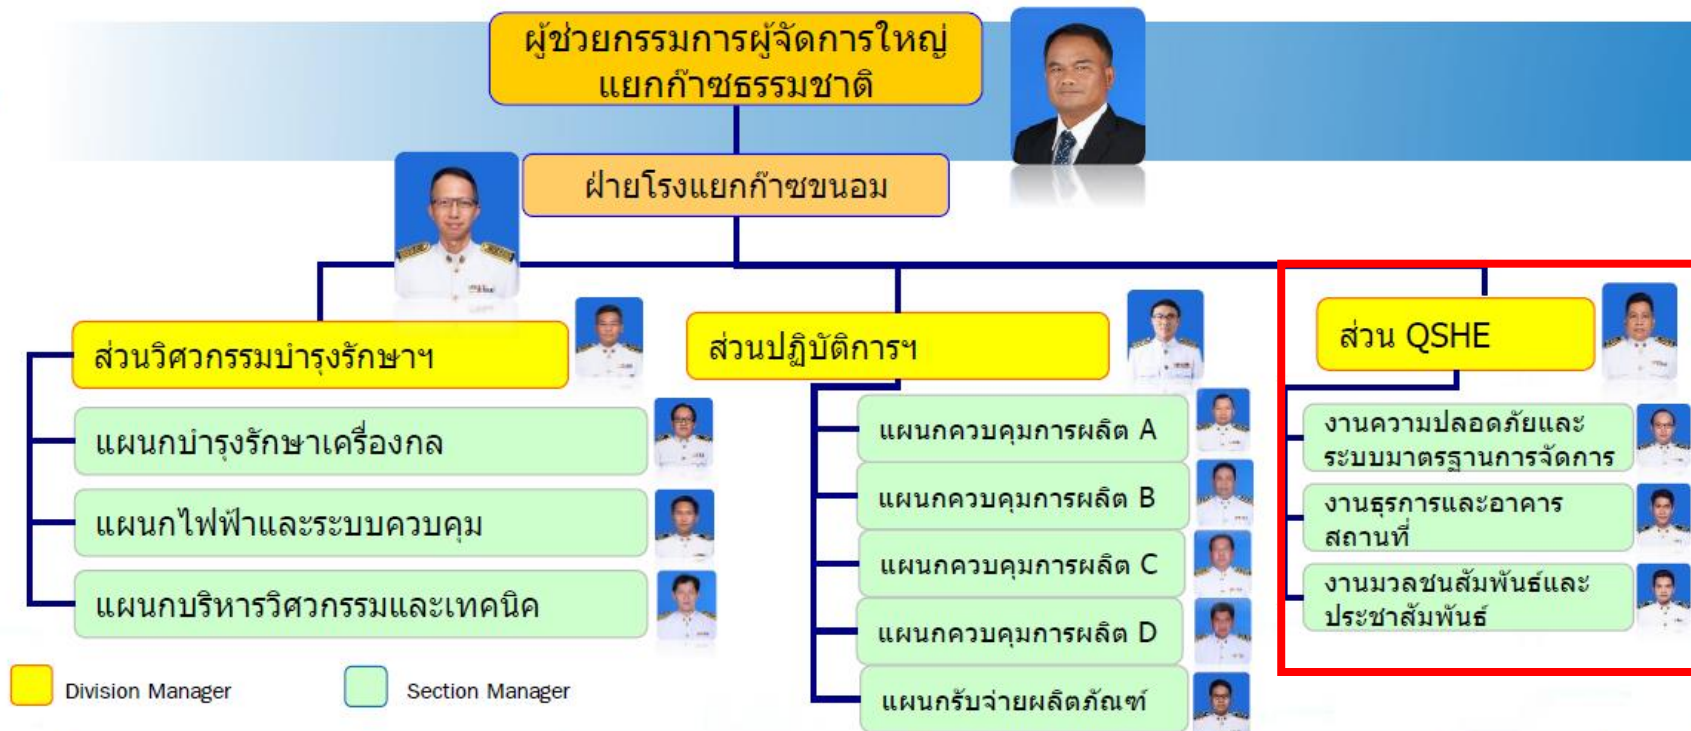 ผู้ช่วยกรรมการผู้จัดการใหญ่
แยกก๊าซธรรมชาติ
ฝ่ายโรงแยกก๊าซขนอม
ส่วนวิศวกรรมบำรุงรักษาฯ
แผนกบำรุงรักษาเครื่องกล
แผนกไฟฟ้าและระบบควบคุม
แผนกบริหารวิศวกรรมและเทคนิค
ส่วนปฏิบัติการฯ
แผนกควบคุมการผลิต A
แผนกควบคุมการผลิต B
แผนกควบคุมการผลิต C
แผนกควบคุมการผลิต D
แผนกรับจ่ายผลิตภัณฑ์
ส่วน QSHE
งานความปลอดภัยและ
ระบบมาตรฐานการจัดการ
งานธุรการและอาคาร
สถานที่
งานมวลชนสัมพันธ์และ
ประชาสัมพันธ์
Division Manager
Section Manager